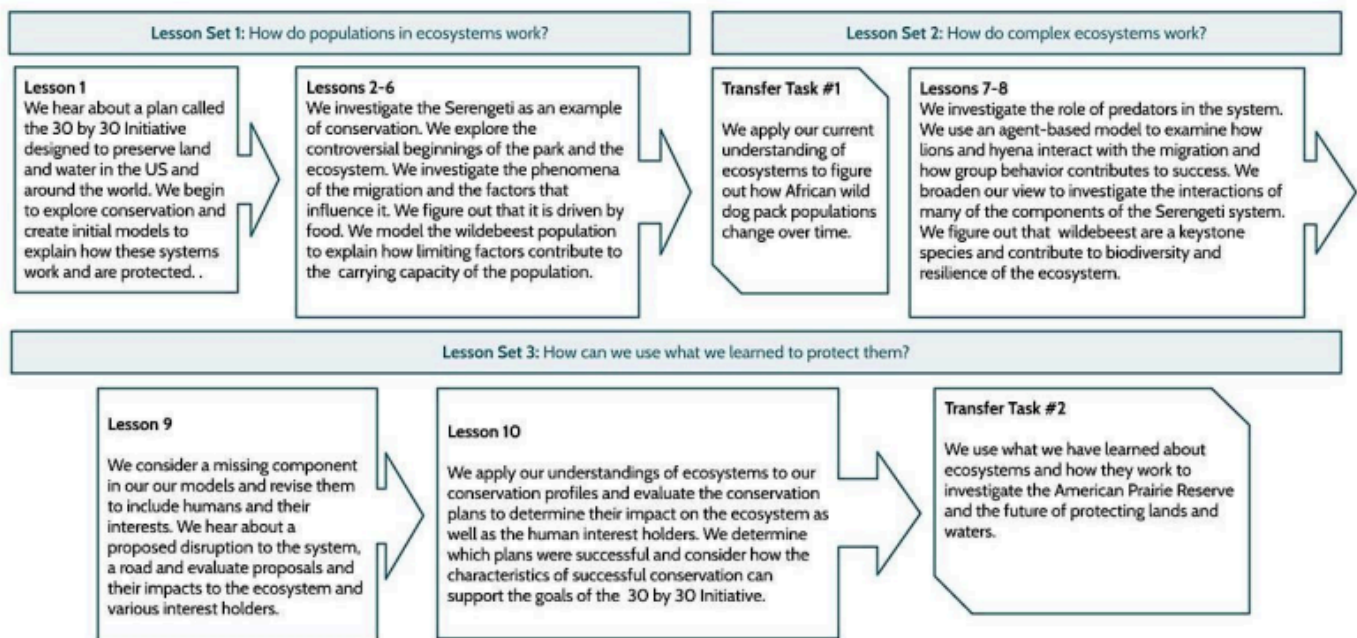 Lesson Set 1: How do populations in ecosystems work?
Lesson Set 2: How do complex ecosystems work?
Lesson 1
We hear about a plan called
the 30 by 30 Initiative
designed to preserve land
and water in the US and
around the world. We begin
to explore conservation and
create initial models to
explain how these systems
work and are protected. .
Lessons 2-6
We investigate the Serengeti as an example
of conservation. We explore the
controversial beginnings of the park and the
ecosystem. We investigate the phenomena
of the migration and the factors that
influence it. We figure out that it is driven by
food. We model the wildebeest population
to explain how limiting factors contribute to
the carrying capacity of the population.
Transfer Task #1
We apply our current
understanding of
ecosystems to figure
out how African wild
dog pack populations
change over time.
Lessons 7-8
We investigate the role of predators in the system.
We use an agent-based model to examine how
lions and hyena interact with the migration and
how group behavior contributes to success. We
broaden our view to investigate the interactions of
many of the components of the Serengeti system.
We figure out that wildebeest are a keystone
species and contribute to biodiversity and
resilience of the ecosystem.
Lesson Set 3: How can we use what we learned to protect them?
Lesson 9
We consider a missing component
in our our models and revise them
to include humans and their
interests. We hear about a
proposed disruption to the system,
a road and evaluate proposals and
their impacts to the ecosystem and
various interest holders.
Lesson 10
We apply our understandings of ecosystems to our
conservation profiles and evaluate the conservation
plans to determine their impact on the ecosystem as
well as the human interest holders. We determine
which plans were successful and consider how the
characteristics of successful conservation can
support the goals of the 30 by 30 Initiative.
Transfer Task #2
We use what we have learned about
ecosystems and how they work to
investigate the American Prairie Reserve
and the future of protecting lands and
waters.